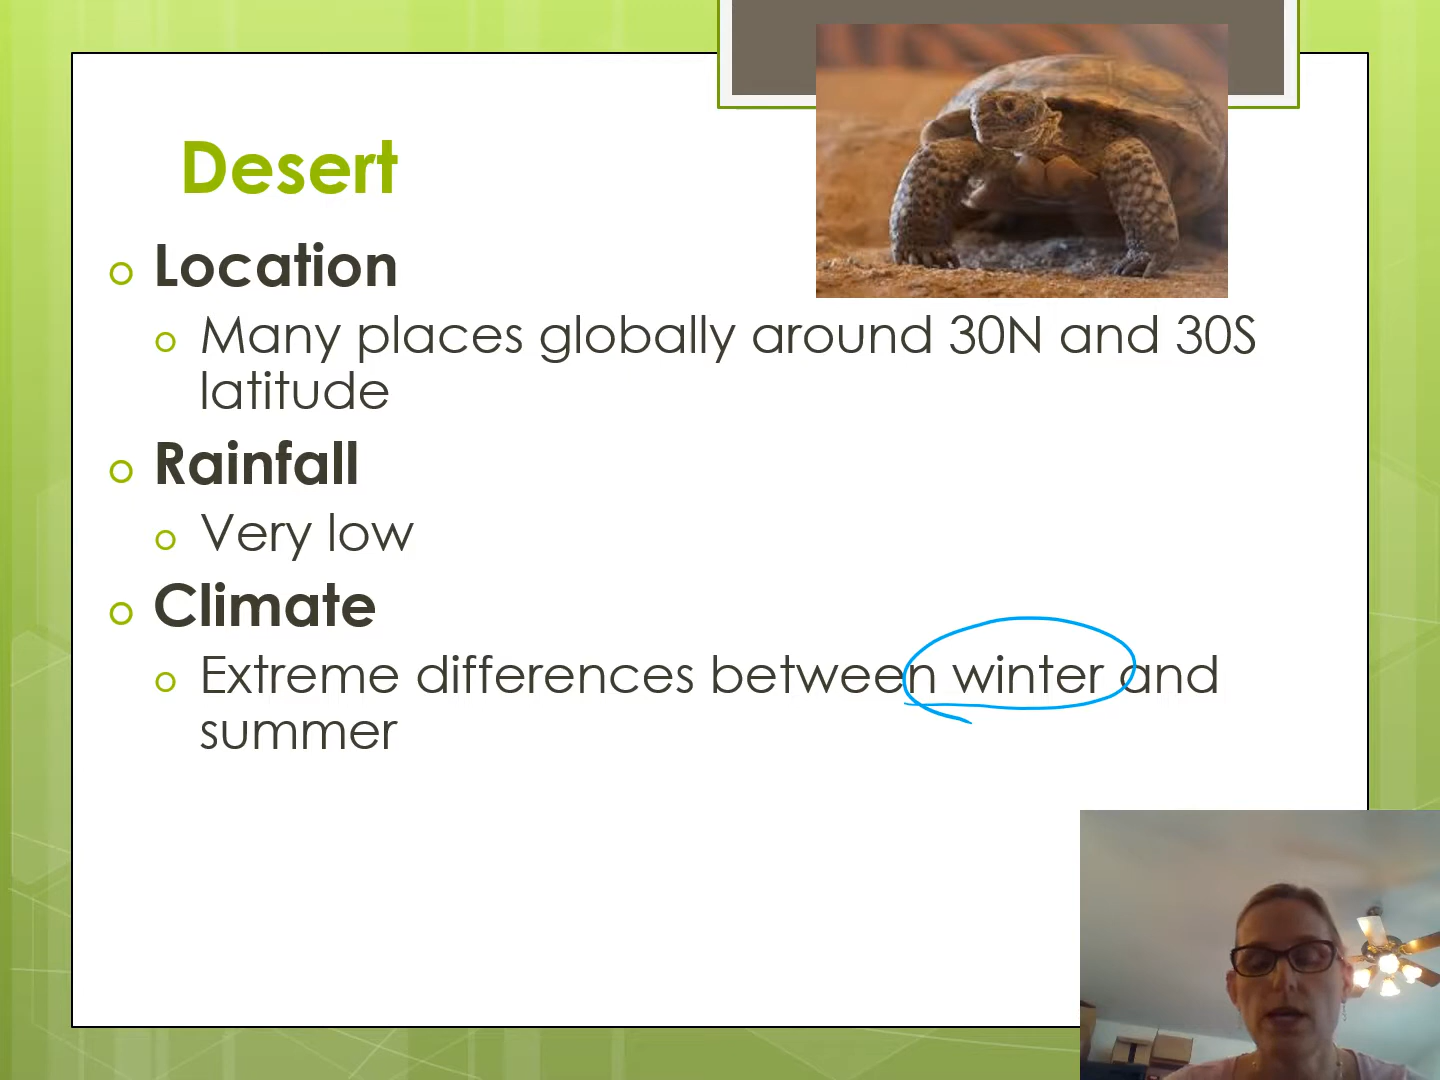 Desert
Location
Many places globally around 30N and 30S
latitude
Rainfall
Very low
Climate
Extreme differences between winter and
summer